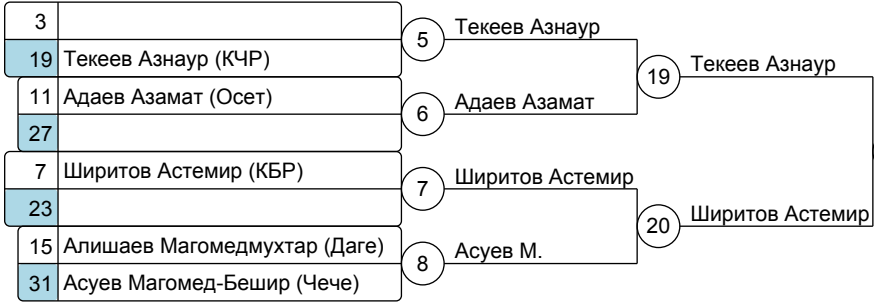 3
19 Текеев Азнаур (КЧР)
5 Текеев Азнаур
11 Адаев Азамат (Осет)
27
6 Адаев Азамат
19 Текеев Азнаур
7 Ширитов Астемир (КБР)
23
7 Ширитов Астемир
15 Алишаев Магомедмухтар (Даге)
31 Асуев Магомед-Бешир (Чече)
8 Асуев М.
20 Ширитов Астемир